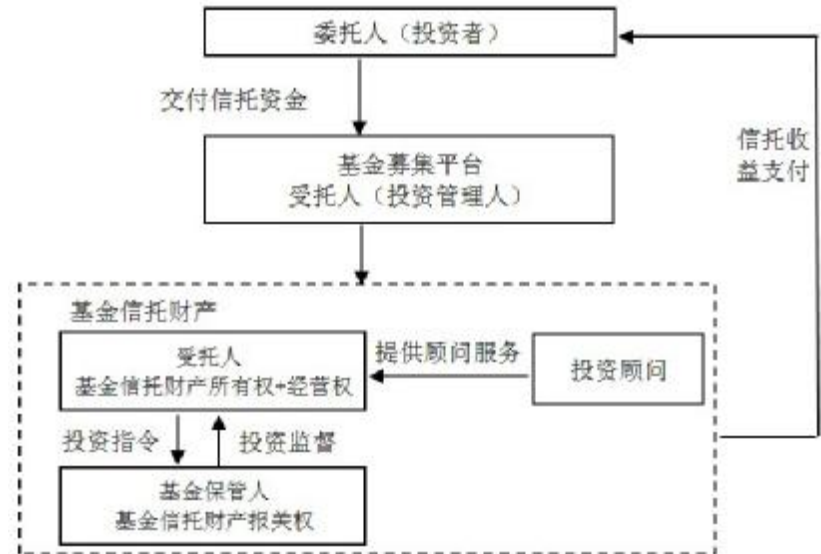 委托人（投资者）
交付信托资金
信托收
益支付
基金募集平台
受托人（投资管理人）
基金信托财产
受托人
基金信托财产所有权+经营权
提供顾问服务
投资顾问
投资指令
投资监督
基金保管人
基金信托财产报关权